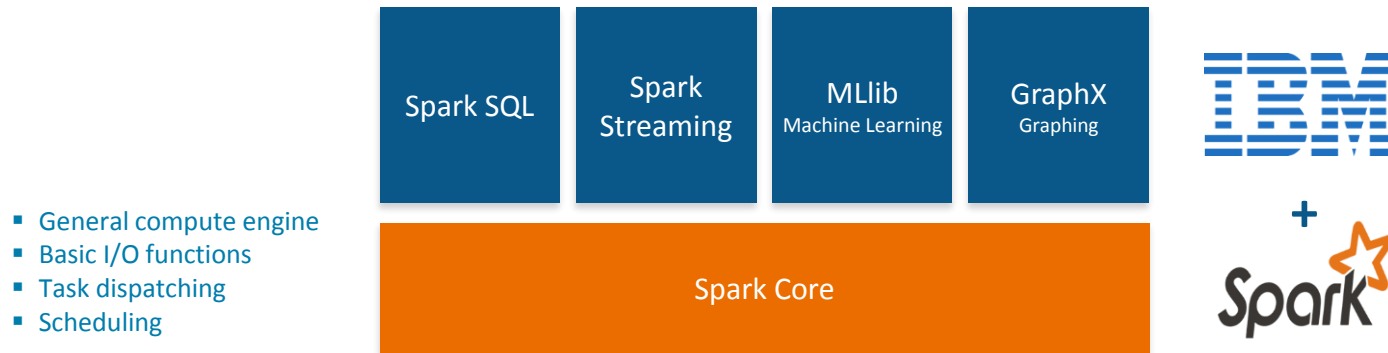 Spark SQL
Spark
Streaming
MLlib
Machine Learning
GraphX
Graphing
IBM
▪ General compute engine
▪ Basic I/O functions
▪ Task dispatching
▪ Scheduling
Spark Core
+
Spark